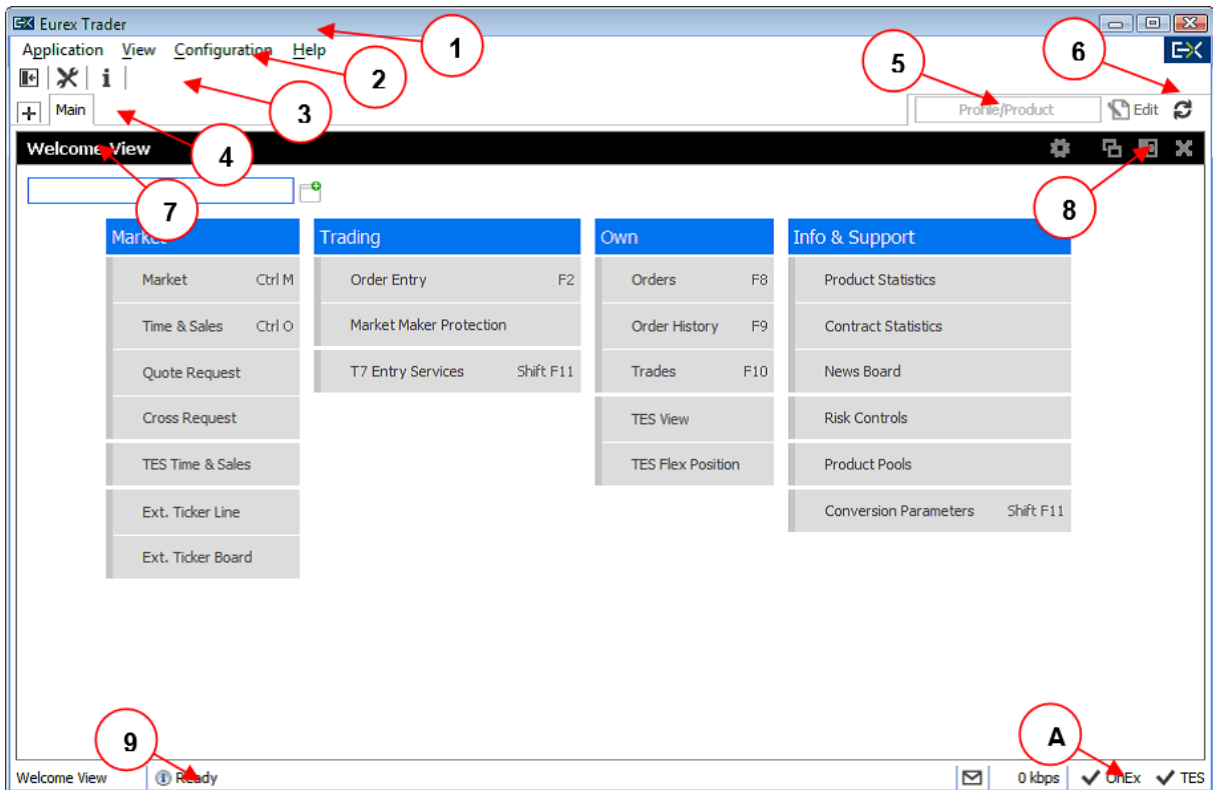 EX Eurex Trader
1
Application View Configuration Help
2
5
6
EX
3
Main
4
Profile/Product
Edit
Welcome View
7
8
Market Trading Own Info & Support
Market Ctrl M Order Entry F2 Orders F8 Product Statistics
Time & Sales Ctrl O Market Maker Protection Order History F9 Contract Statistics
Quote Request T7 Entry Services Shift F11 Trades F10 News Board
Cross Request TES View Risk Controls
TES Time & Sales TES Flex Position Product Pools
Ext. Ticker Line Conversion Parameters Shift F11
Ext. Ticker Board
9
A
Welcome View Ready 0 kbps OnEx TES